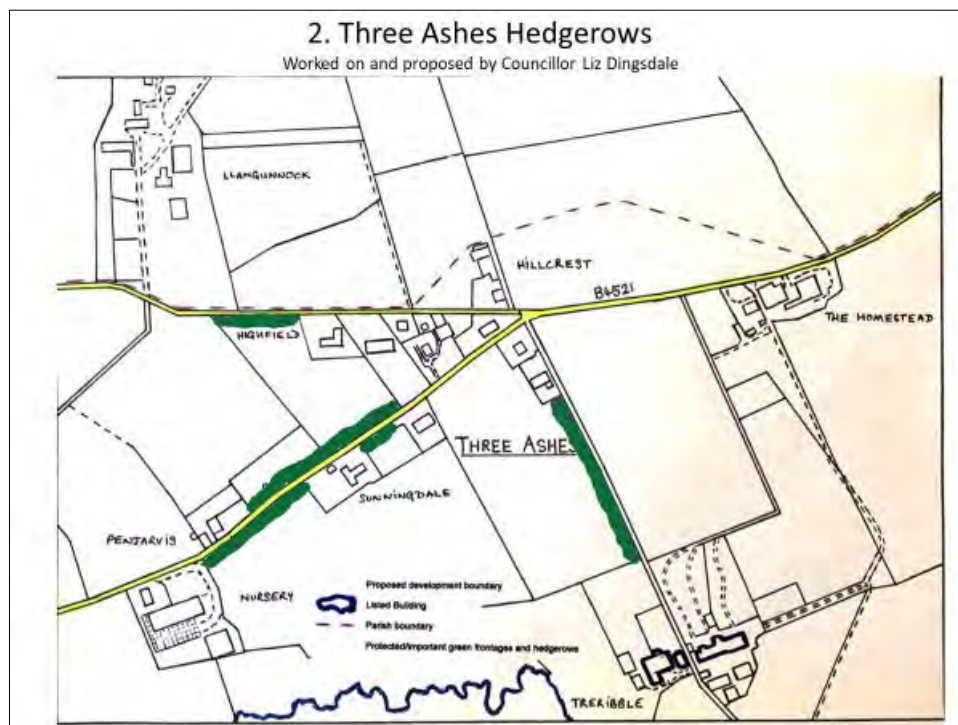 2. Three Ashes Hedgerows
Worked on and proposed by Councillor Liz Dingsdale
LLANGUNNOCK
HILLCREST
B4521
THE HOMESTEAD
HIGHFIELD
THREE ASHES
SUNNINGDALE
PENJARVIS
NURSERY
Proposed development boundary
Listed Building
Parish boundary
Protected/important green frontages and hedgerows
TRERIBBLE